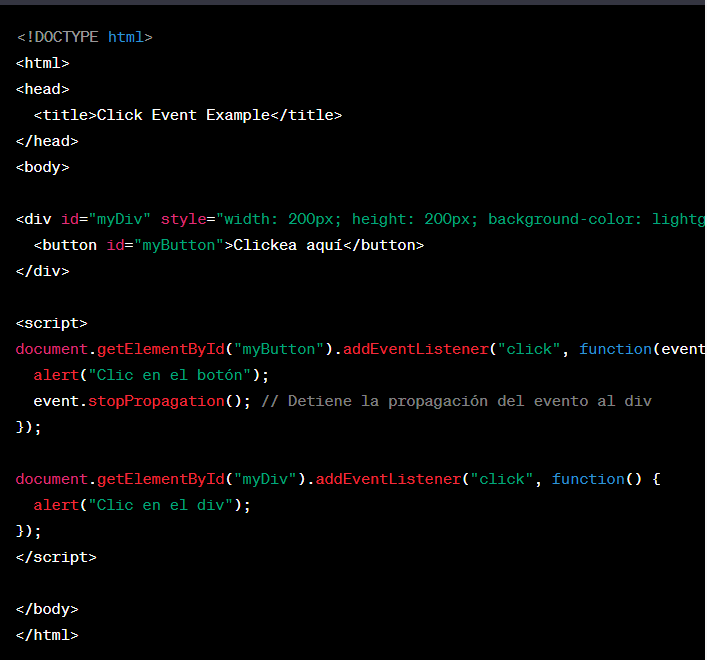 <!DOCTYPE html>
<html>
<head>
  <title>Click Event Example</title>
</head>
<body>
<div id="myDiv" style="width: 200px; height: 200px; background-color: lightg
  <button id="myButton">Clickea aquí</button>
</div>
<script>
document.getElementById("myButton").addEventListener("click", function(event
  alert("Clic en el botón");
  event.stopPropagation(); // Detiene la propagación del evento al div
});
document.getElementById("myDiv").addEventListener("click", function() {
  alert("Clic en el div");
});
</script>
</body>
</html>